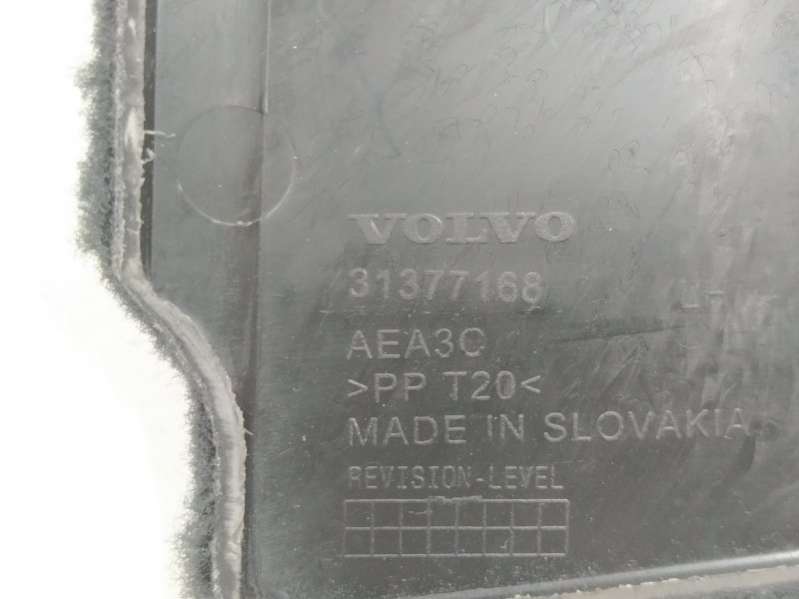 VOLVO
31377168
AEA3C
>PP T20<
MADE IN SLOVAKIA
REVISION-LEVEL